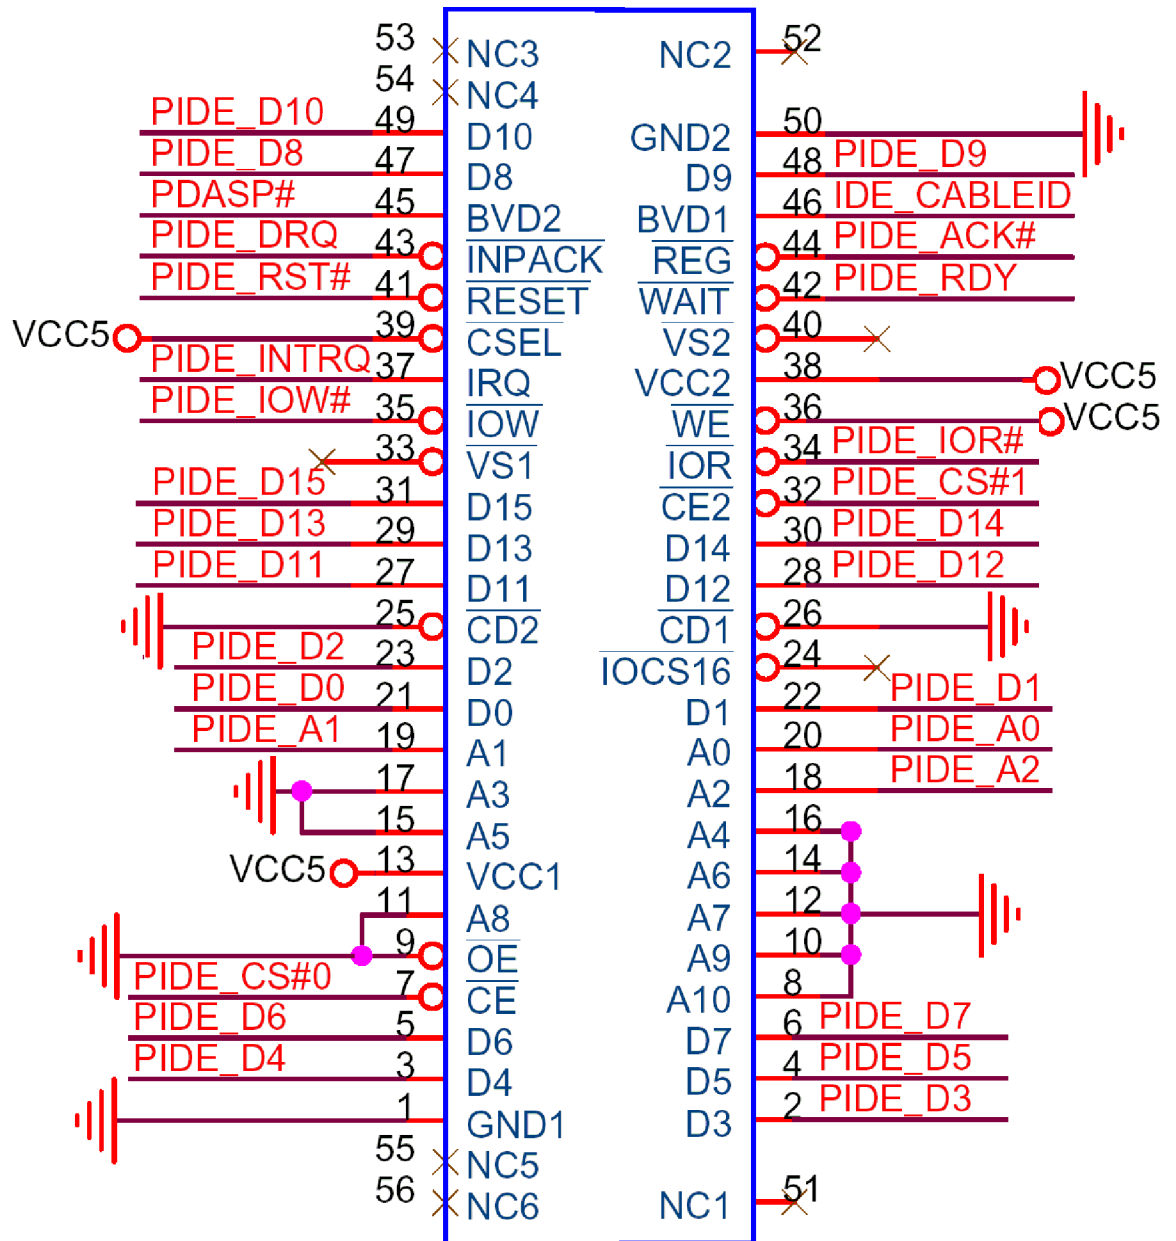 53 NC3 NC2 52
54 NC4
PIDE_D10 49 D10 GND2 50
PIDE_D8 47 D8 D9 48 PIDE_D9
PDASP# 45 BVD2 BVD1 46 IDE_CABLEID
PIDE_DRQ 43 INPACK REG 44 PIDE_ACK#
PIDE_RST# 41 RESET WAIT 42 PIDE_RDY
VCC5 39 CSEL VS2 40
PIDE_INTRQ 37 IRQ VCC2 38 VCC5
PIDE_IOW# 35 IOW WE 36 VCC5
33 VS1 IOR 34 PIDE_IOR#
PIDE_D15 31 D15 CE2 32 PIDE_CS#1
PIDE_D13 29 D13 D14 30 PIDE_D14
PIDE_D11 27 D11 D12 28 PIDE_D12
25 CD2 CD1 26
PIDE_D2 23 D2 IOCS16 24
PIDE_D0 21 D0 D1 22 PIDE_D1
PIDE_A1 19 A1 A0 20 PIDE_A0
17 A3 A2 18 PIDE_A2
15 A5 A4 16
VCC5 13 VCC1 A6 14
11 A8 A7 12
9 OE A9 10
PIDE_CS#0 7 CE A10 8
PIDE_D6 5 D6 D7 6 PIDE_D7
PIDE_D4 3 D4 D5 4 PIDE_D5
1 GND1 D3 2 PIDE_D3
55 NC5
56 NC6 NC1 51